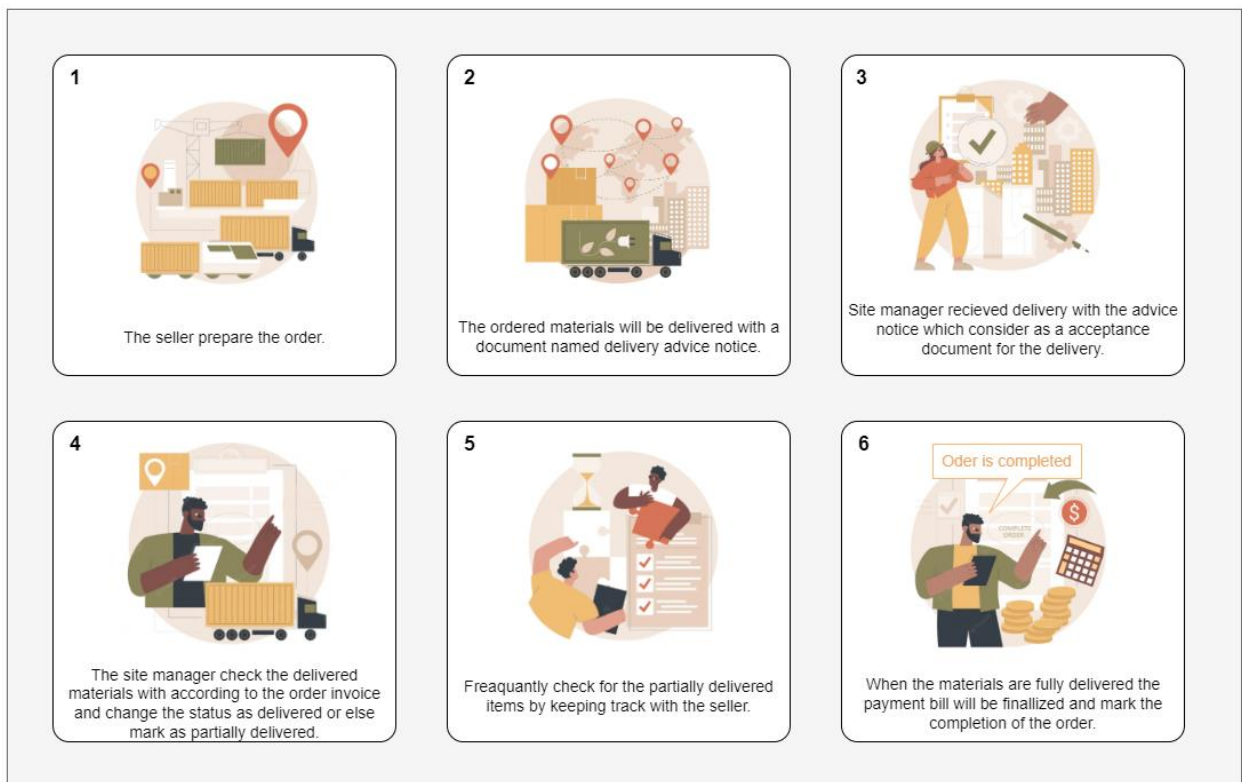 1
The seller prepare the order.
2
The ordered materials will be delivered with a
document named delivery advice notice.
3
Site manager recieved delivery with the advice
notice which consider as a acceptance
document for the delivery.
4
The site manager check the delivered
materials with according to the order invoice
and change the status as delivered or else
mark as partially delivered.
5
Freaquantly check for the partially delivered
items by keeping track with the seller.
6
Oder is completed
COMPLETE
ORDER
$
When the materials are fully delivered the
payment bill will be finallized and mark the
completion of the order.